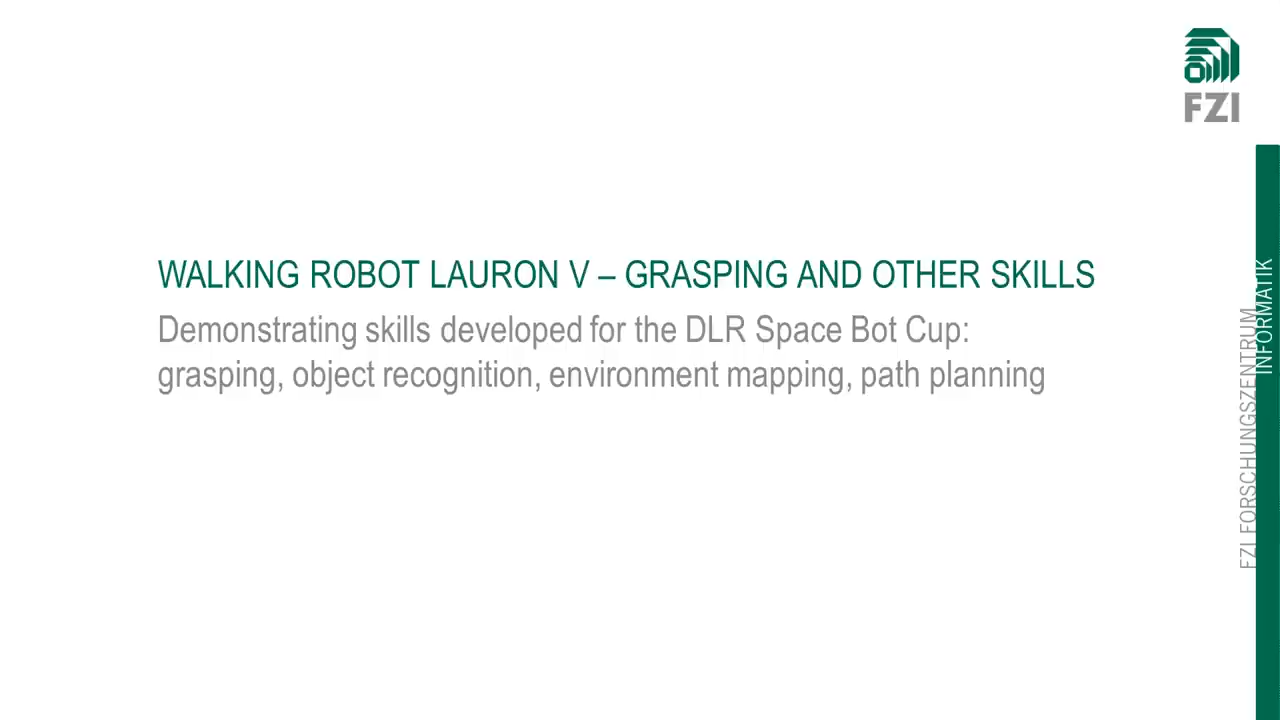 FZI
WALKING ROBOT LAURON V – GRASPING AND OTHER SKILLS
Demonstrating skills developed for the DLR Space Bot Cup:
grasping, object recognition, environment mapping, path planning
FZI FORSCHUNGSZENTRUM
INFORMATIK